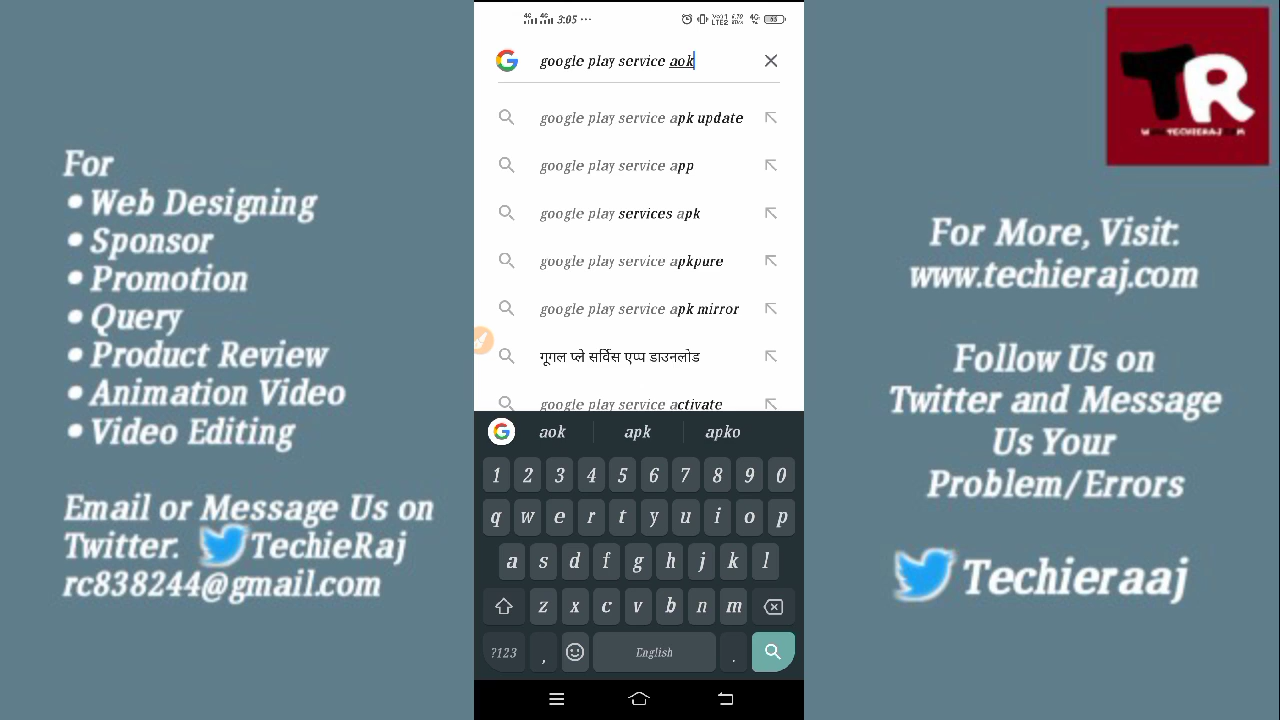 For
• Web Designing
• Sponsor
• Promotion
• Query
• Product Review
• Animation Video
• Video Editing
Email or Message Us on
Twitter. TechieRaj
rc838244@gmail.com
4G 4G 3:05 ···
google play service aok
google play service apk update
google play service app
google play services apk
google play service apkpure
google play service apk mirror
गूगल प्ले सर्विस एप्प डाउनलोड
google play service activate
aok apk apko
1 2 3 4 5 6 7 8 9 0
q w e r t y u i o p
a s d f g h j k l
z x c v b n m
?123 , English .
TR
For More, Visit:
www.techieraj.com
Follow Us on
Twitter and Message
Us Your
Problem/Errors
Techieraaj